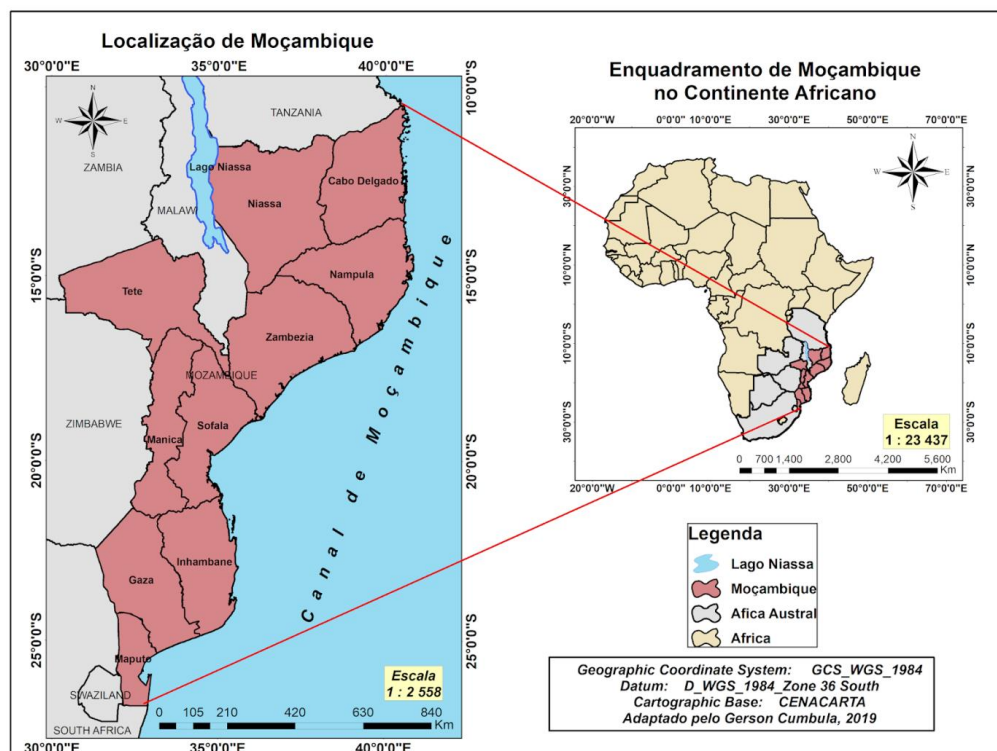 Localização de Moçambique
30°0'0"E 35°0'0"E 40°0'0"E
10°0'0"S
15°0'0"S
20°0'0"S
25°0'0"S
15°0'0"S
20°0'0"S
25°0'0"S
30°0'0"E 35°0'0"E 40°0'0"E
N
W E
S
TANZANIA
ZAMBIA
Lago Niassa
Cabo Delgado
Niassa
MALAW
Nampula
Tete
Zambezia
MOZAMBIQUE
ZIMBABWE
Manica
Sofala
Canal de Moçambique
Inhambane
Gaza
Maputo
SWAZILAND
SOUTH AFRICA
Escala
1 : 2 558
0 105 210 420 630 840
Km
Enquadramento de Moçambique
no Continente Africano
20°0'0"W 0°0'0" 10°0'0"E 30°0'0"E 50°0'0"E 70°0'0"E
30°0'0"N
10°0'0"N
10°0'0"S
30°0'0"S
30°0'0"N
10°0'0"N
10°0'0"S
30°0'0"S
N
W E
S
Escala
1 : 23 437
0 700 1,400 2,800 4,200 5,600
Km
20°0'0"W 0°0'0" 10°0'0"E 30°0'0"E 50°0'0"E 70°0'0"E
Legenda
Lago Niassa
Moçambique
Afica Austral
Africa
Geographic Coordinate System: GCS_WGS_1984
Datum: D_WGS_1984_Zone 36 South
Cartographic Base: CENACARTA
Adaptado pelo Gerson Cumbula, 2019